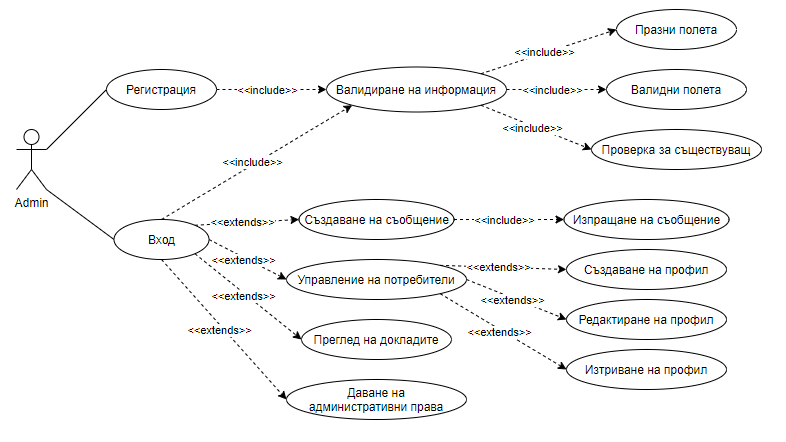 Празни полета
<<include>>
Регистрация
<<include>>
Валидиране на информация
<<include>>
Валидни полета
<<include>>
Проверка за съществуващ
<<include>>
Admin
Вход
<<extends>>
Създаване на съобщение
<<include>>
Изпращане на съобщение
<<extends>>
Управление на потребители
<<extends>>
Създаване на профил
<<extends>>
<<extends>>
Редактиране на профил
<<extends>>
Преглед на докладите
<<extends>>
Изтриване на профил
Даване на
административни права